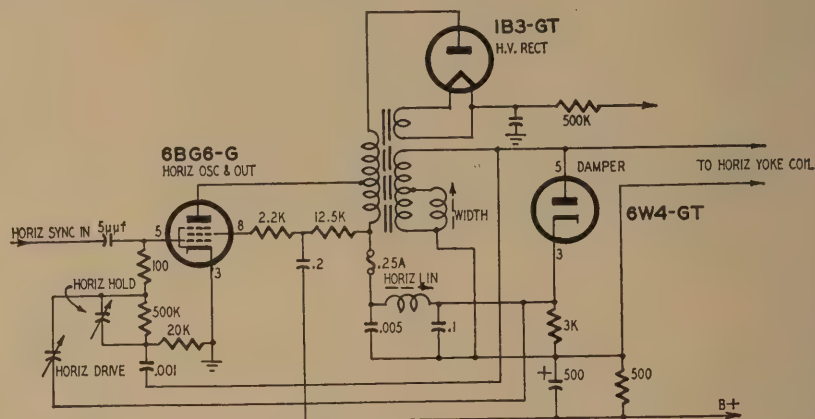 1B3-GT
H.V. RECT
500K
6BG6-G
HORIZ OSC & OUT
5 DAMPER
TO HORIZ YOKE COIL
6W4-GT
HORIZ SYNC IN
5µµf
5
8
2.2K
12.5K
WIDTH
3
3
100
.2
.25A
HORIZ LIN
HORIZ HOLD
500K
20K
.005
.1
3K
HORIZ DRIVE
.001
+
500
500
B+